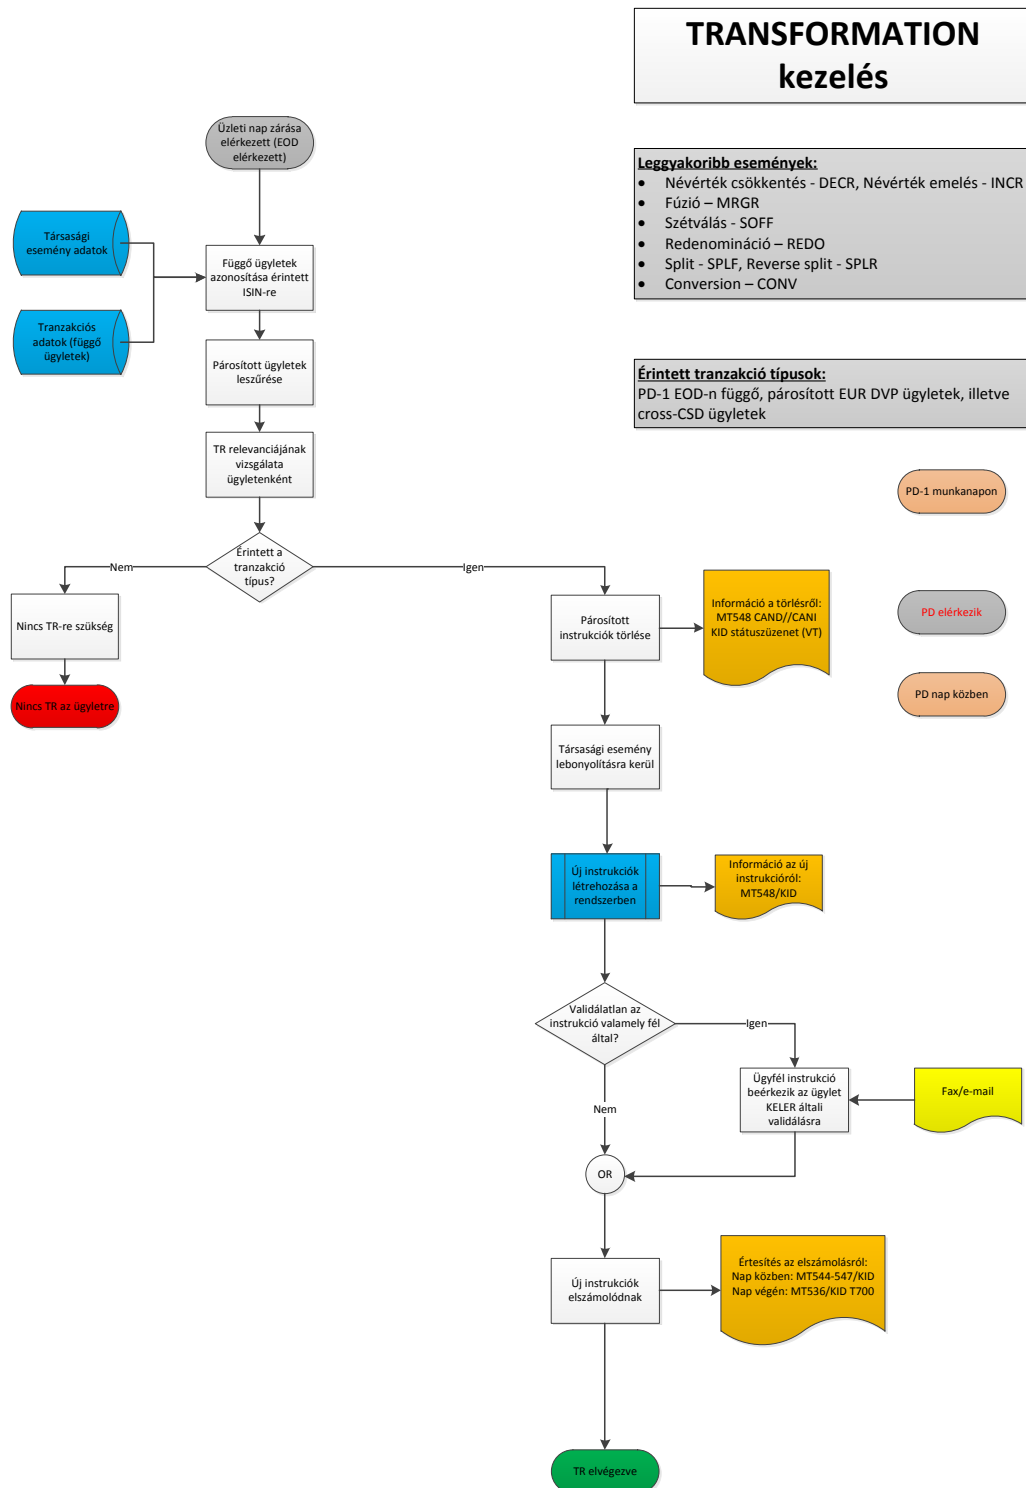 TRANSFORMATION
kezelés
Üzleti nap zárása
elérkezett (EOD
elérkezett)
Leggyakoribb események:
• Névérték csökkentés - DECR, Névérték emelés - INCR
• Fúzió – MRGR
• Szétválás - SOFF
• Redenomináció – REDO
• Split - SPLF, Reverse split - SPLR
• Conversion – CONV
Társasági
esemény adatok
Függő ügyletek
azonosítása érintett
ISIN-re
Tranzakciós
adatok (függő
ügyletek)
Párosított ügyletek
leszűrése
Érintett tranzakció típusok:
PD-1 EOD-n függő, párosított EUR DVP ügyletek, illetve
cross-CSD ügyletek
TR relevanciájának
vizsgálata
ügyletenként
PD-1 munkanapon
Érintett a
tranzakció
típus?
Nem
Igen
Nincs TR-re szükség
Párosított
instrukciók törlése
Információ a törlésről:
MT548 CAND//CANI
KID státuszüzenet (VT)
PD elérkezik
Nincs TR az ügyletre
PD nap közben
Társasági esemény
lebonyolításra kerül
Új instrukciók
létrehozása a
rendszerben
Információ az új
instrukcióról:
MT548/KID
Validálatlan az
instrukció valamely fél
által?
Igen
Nem
Ügyfél instrukció
beérkezik az ügylet
KELER általi
validálásra
Fax/e-mail
OR
Új instrukciók
elszámolódnak
Értesítés az elszámolásról:
Nap közben: MT544-547/KID
Nap végén: MT536/KID T700
TR elvégezve